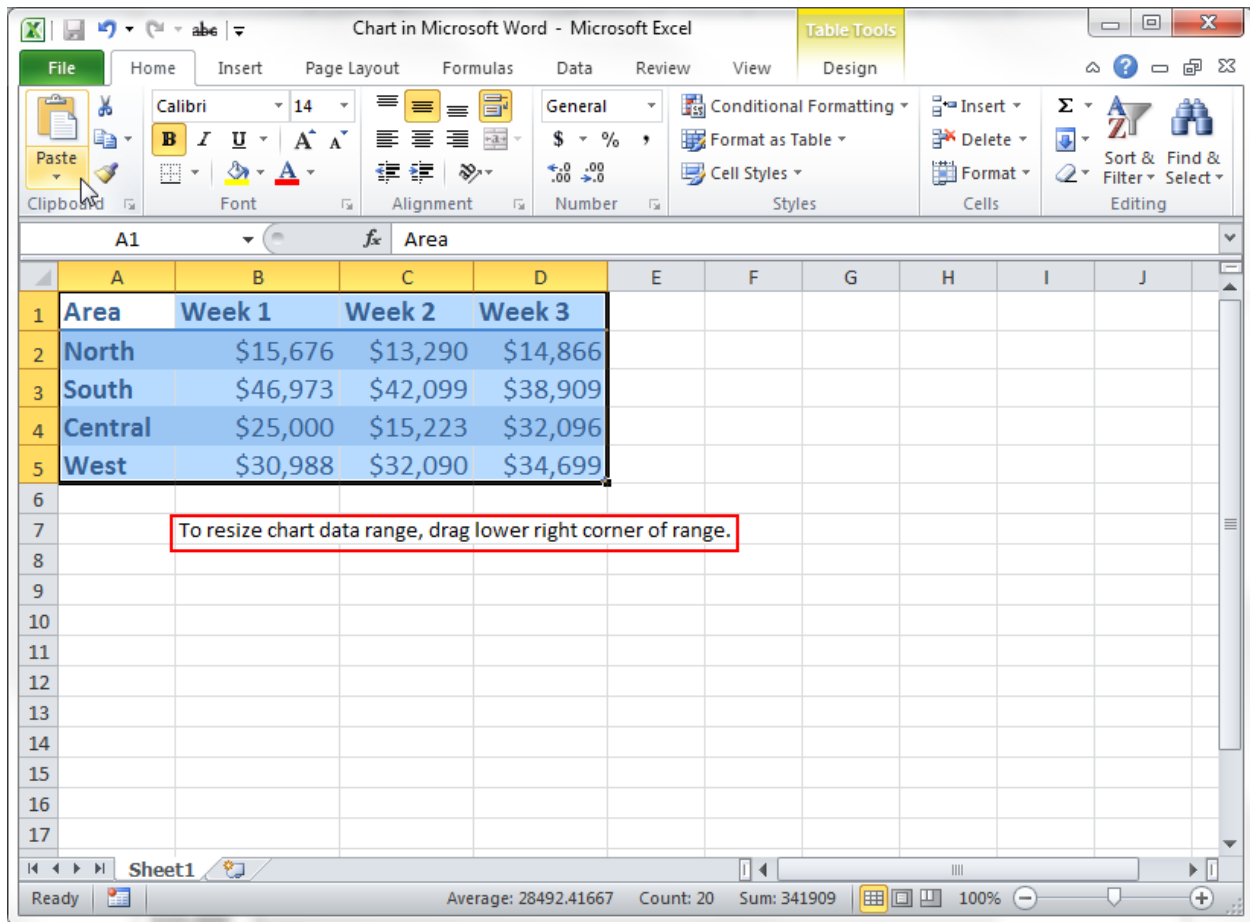 Chart in Microsoft Word - Microsoft Excel
Table Tools
File Home Insert Page Layout Formulas Data Review View Design
Paste
Clipboard
Calibri 14
B I U A A
A
Font
Alignment
General
$ % ,
.0 .00 .00 .0
Number
Conditional Formatting
Format as Table
Cell Styles
Styles
Insert
Delete
Format
Cells
Σ
Sort & Filter
Find & Select
Editing
A1 fx Area
A B C D E F G H I J
1 Area Week 1 Week 2 Week 3
2 North $15,676 $13,290 $14,866
3 South $46,973 $42,099 $38,909
4 Central $25,000 $15,223 $32,096
5 West $30,988 $32,090 $34,699
6
7 To resize chart data range, drag lower right corner of range.
8
9
10
11
12
13
14
15
16
17
Sheet1
Ready Average: 28492.41667 Count: 20 Sum: 341909 100%